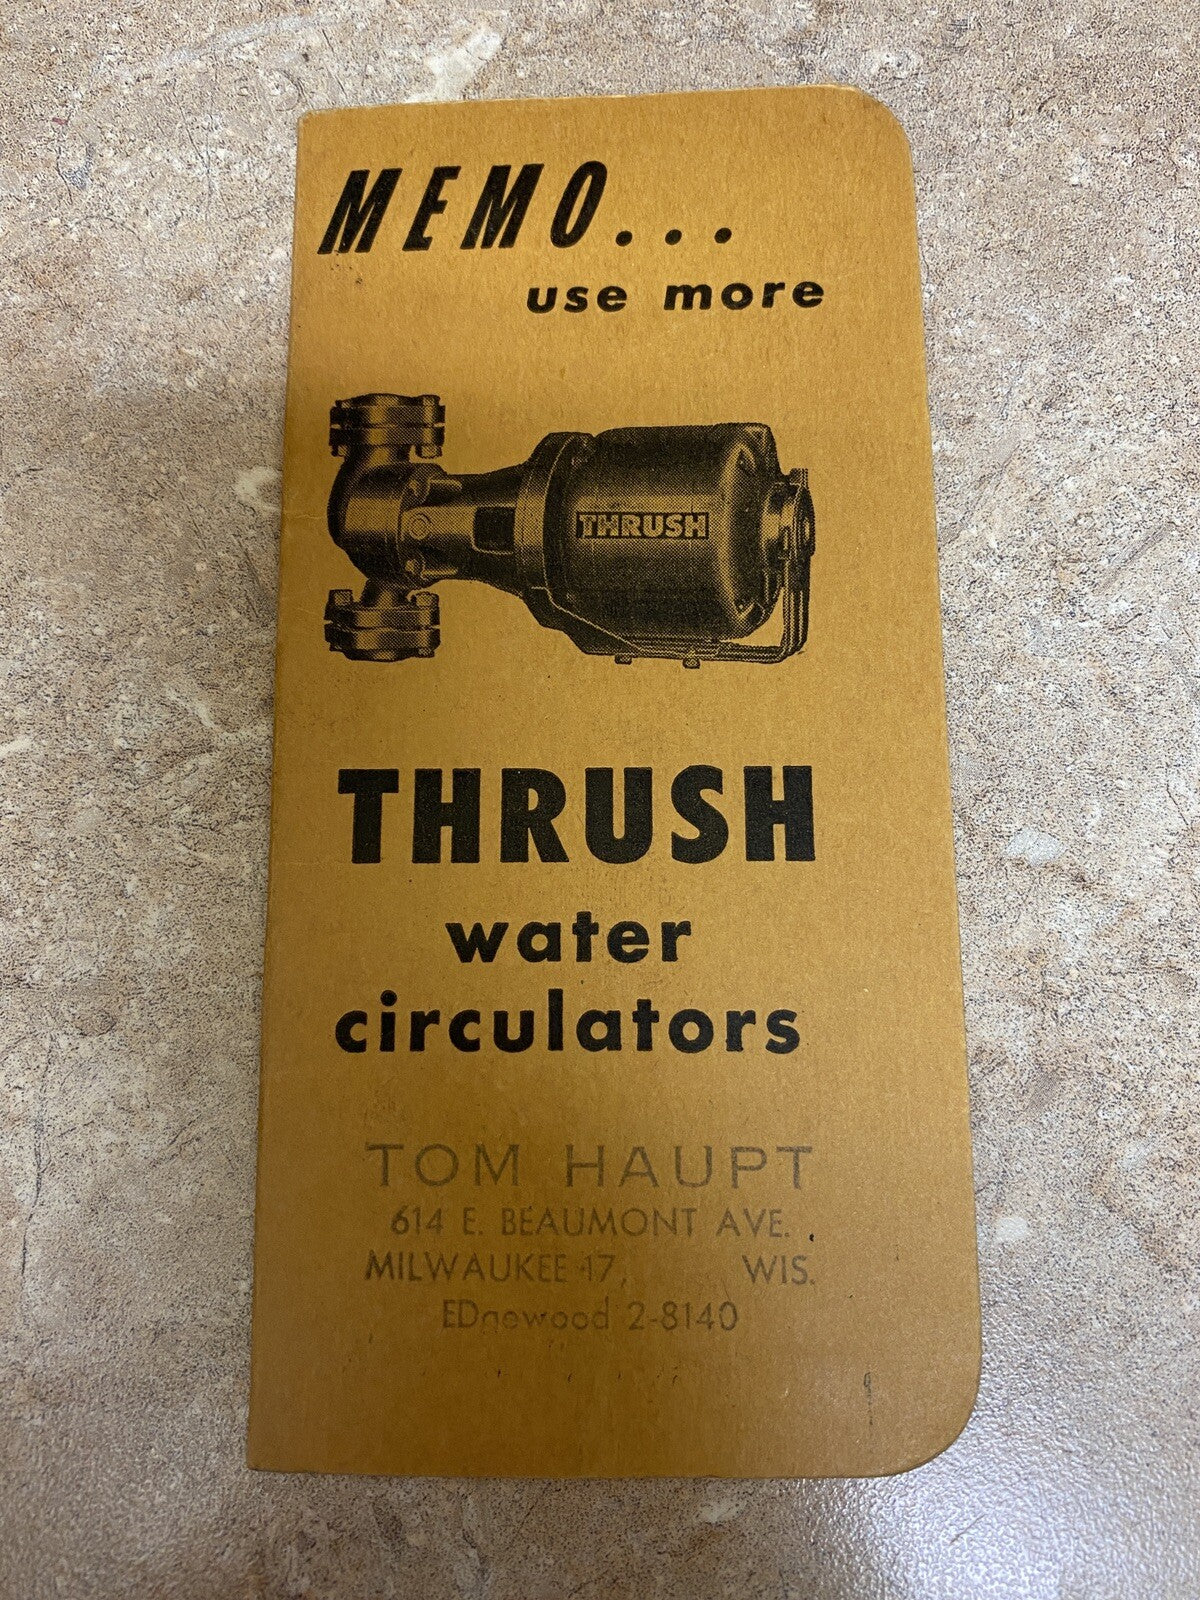 MEMO...
use more
THRUSH
THRUSH
water
circulators
TOM HAUPT
614 E. BEAUMONT AVE.
MILWAUKEE 17, WIS.
EDgewood 2-8140